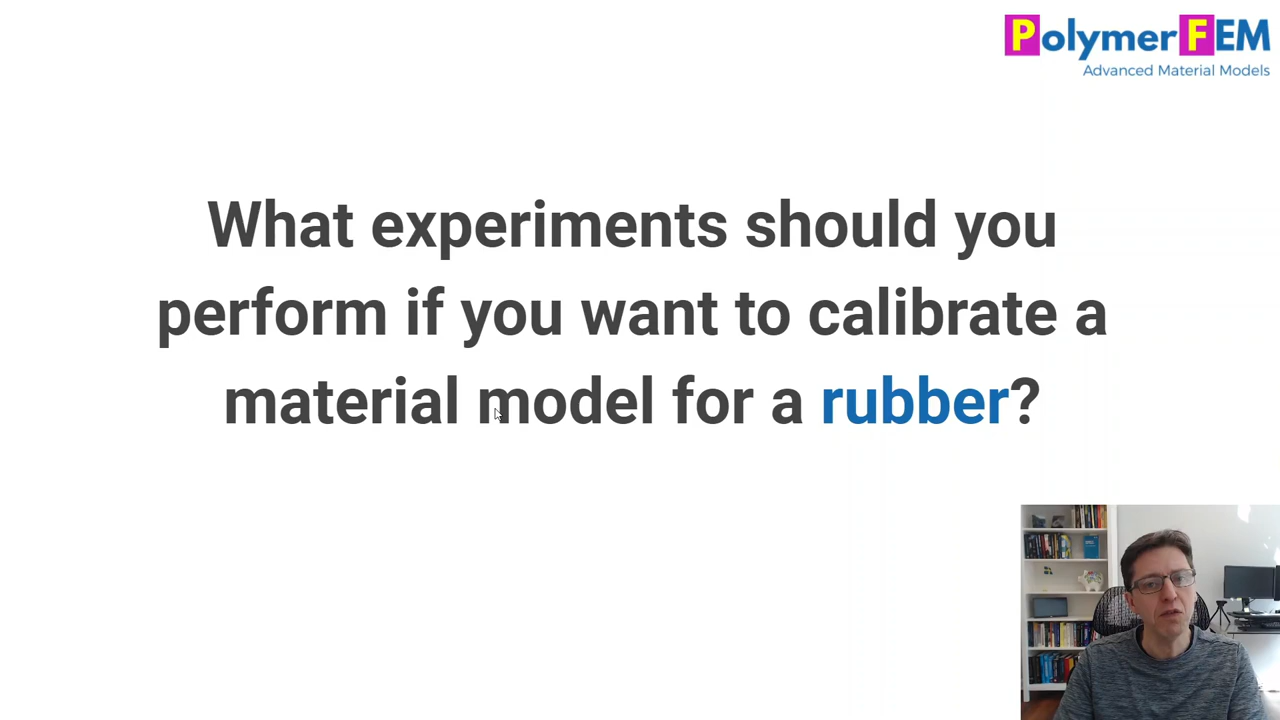 PolymerFEM
Advanced Material Models
What experiments should you
perform if you want to calibrate a
material model for a rubber?